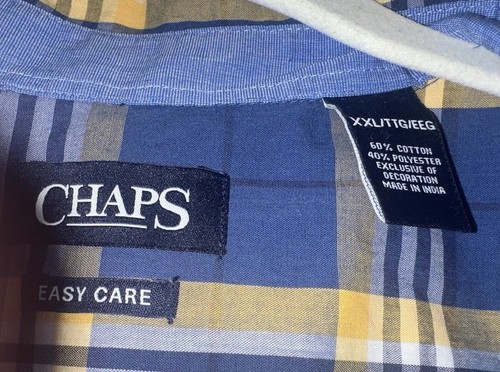 CHAPS
EASY CARE
XXL/TTG/EEG
60% COTTON
40% POLYESTER
EXCLUSIVE OF
DECORATION
MADE IN INDIA